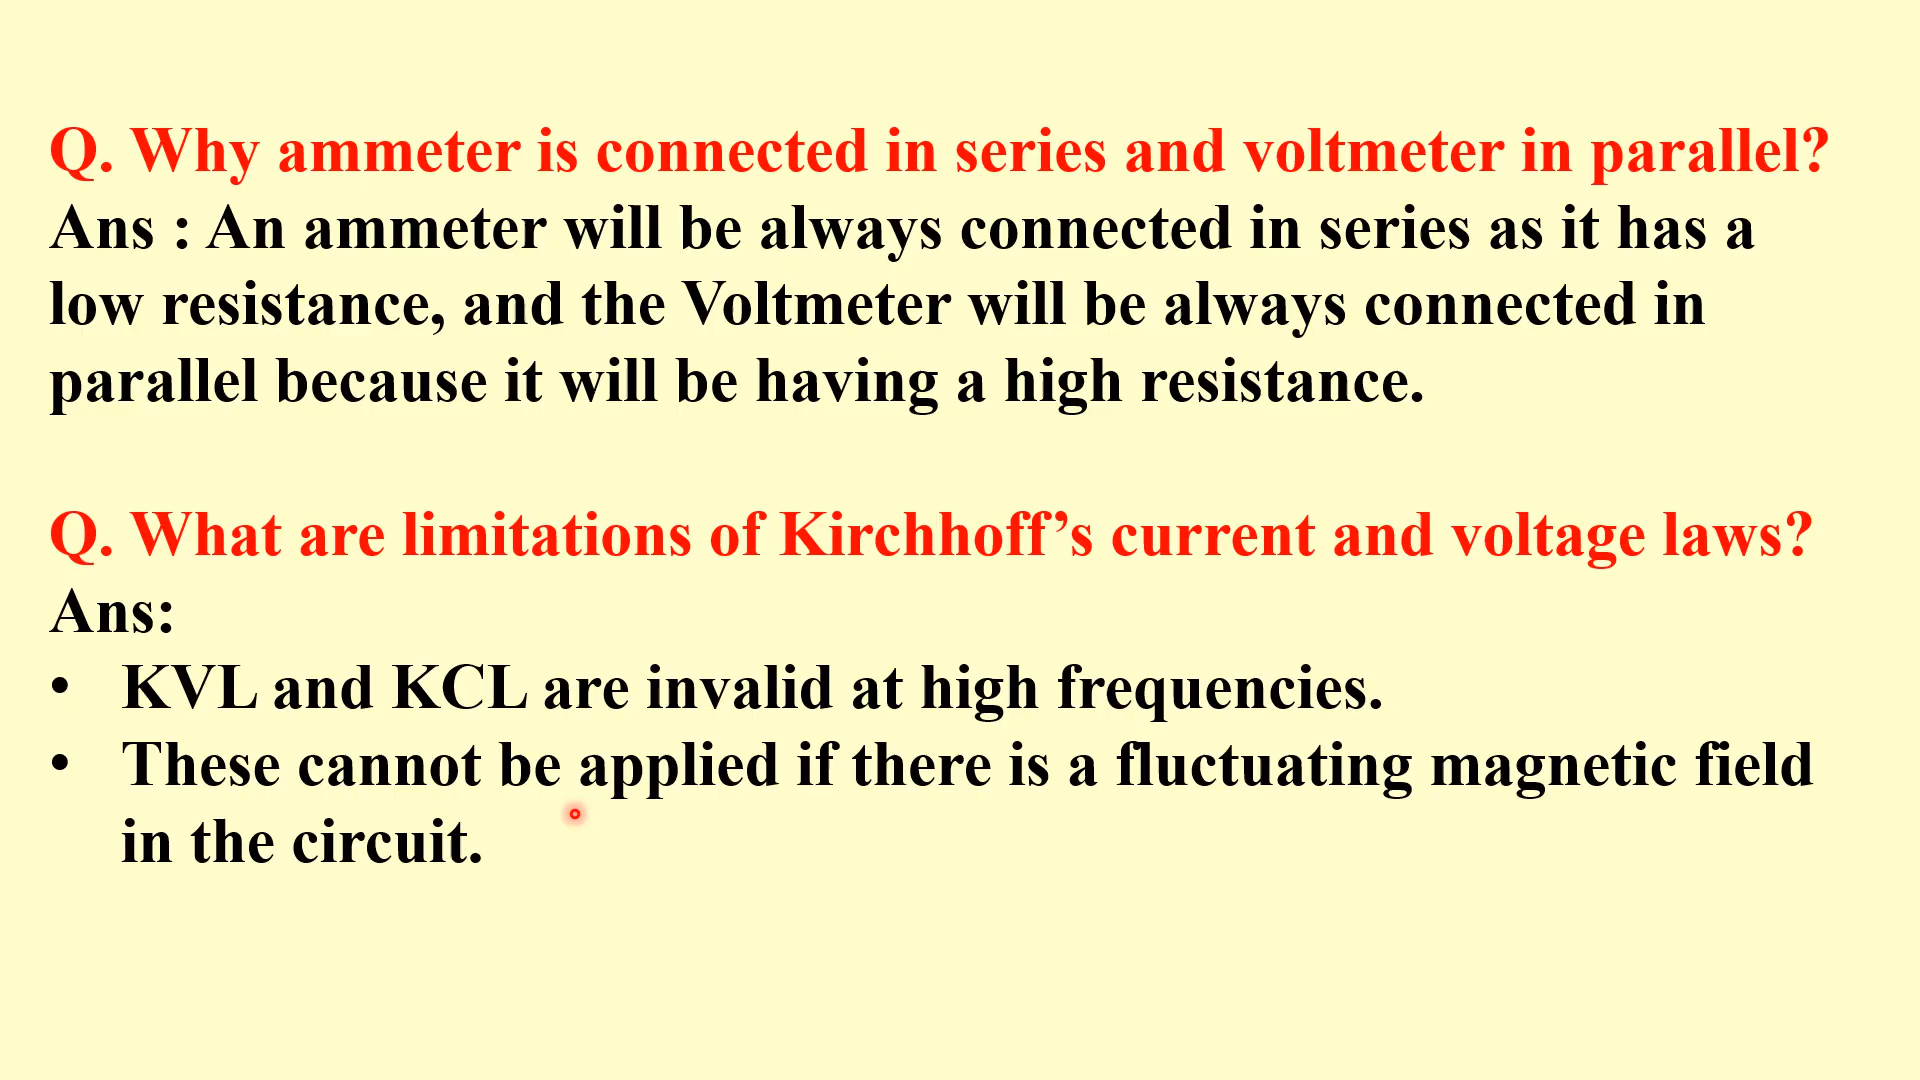 Q. Why ammeter is connected in series and voltmeter in parallel?
Ans : An ammeter will be always connected in series as it has a
low resistance, and the Voltmeter will be always connected in
parallel because it will be having a high resistance.
Q. What are limitations of Kirchhoff’s current and voltage laws?
Ans:
• KVL and KCL are invalid at high frequencies.
• These cannot be applied if there is a fluctuating magnetic field
in the circuit.